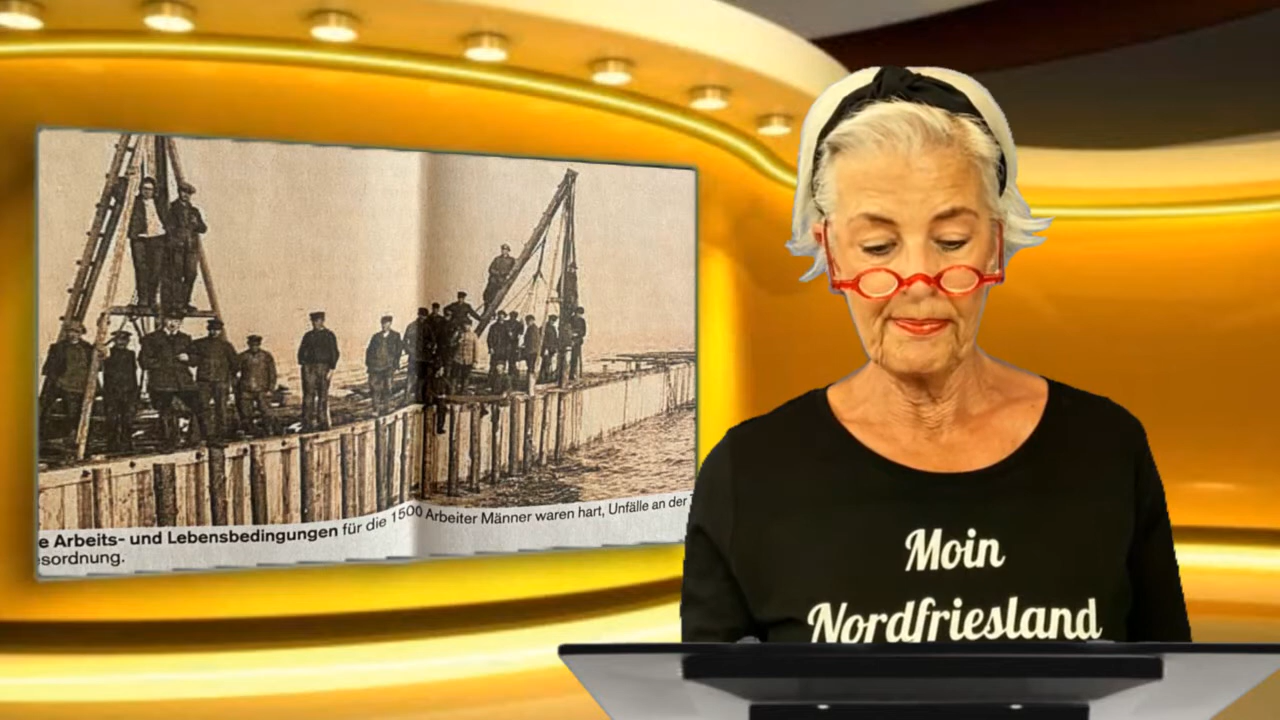 e Arbeits- und Lebensbedingungen für die 1500 Arbeiter Männer waren hart, Unfälle an der
esordnung.
Moin
Nordfriesland